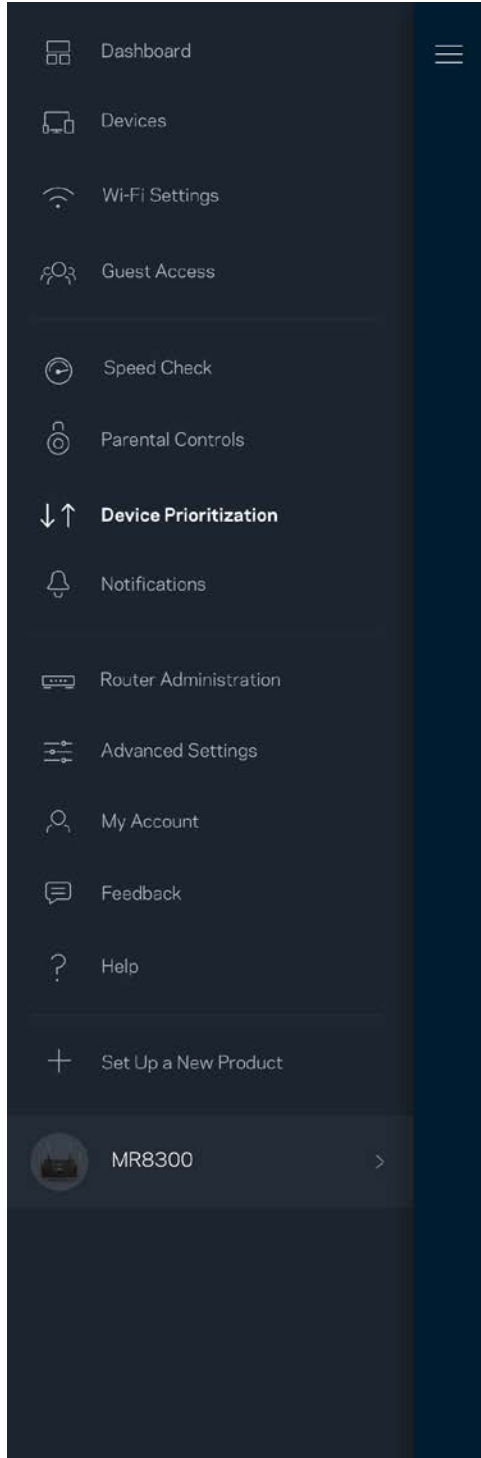 Dashboard
Devices
Wi-Fi Settings
Guest Access
Speed Check
Parental Controls
Device Prioritization
Notifications
Router Administration
Advanced Settings
My Account
Feedback
Help
Set Up a New Product
MR8300